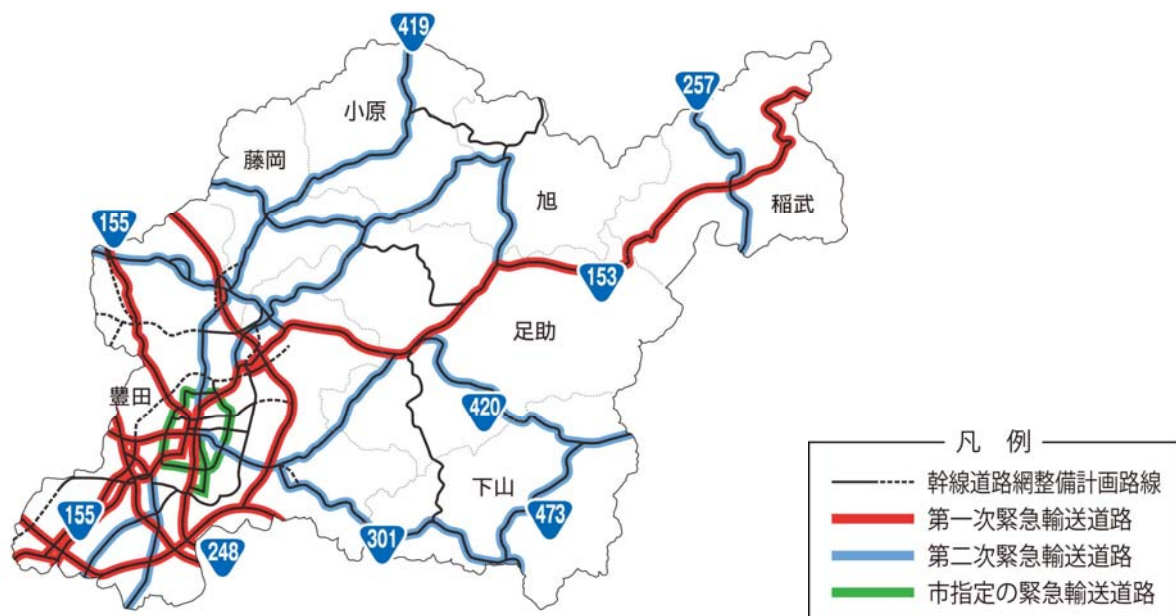 419
小原
257
藤岡
旭
稲武
155
153
足助
豊田
420
下山
473
155
301
248
凡 例
幹線道路網整備計画路線
第一次緊急輸送道路
第二次緊急輸送道路
市指定の緊急輸送道路